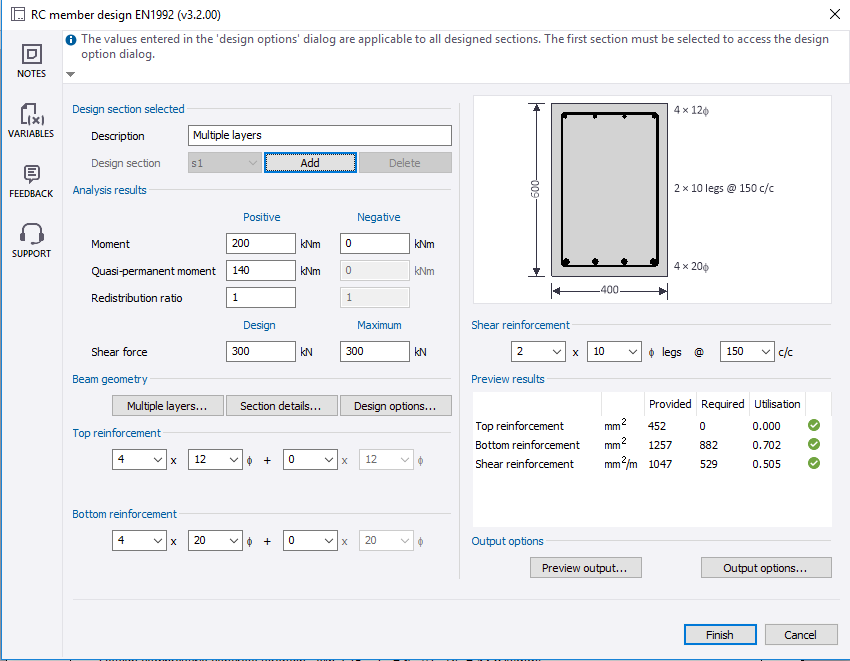 RC member design EN1992 (v3.2.00)
The values entered in the 'design options' dialog are applicable to all designed sections. The first section must be selected to access the design
option dialog.
NOTES
VARIABLES
FEEDBACK
SUPPORT
Design section selected
Description Multiple layers
Design section s1 Add Delete
Analysis results
Positive Negative
Moment 200 kNm 0 kNm
Quasi-permanent moment 140 kNm 0 kNm
Redistribution ratio 1 1
Design Maximum
Shear force 300 kN 300 kN
Beam geometry
Multiple layers... Section details... Design options...
Top reinforcement
4 x 12 ϕ + 0 x 12 ϕ
Bottom reinforcement
4 x 20 ϕ + 0 x 20 ϕ
4 × 12ϕ
600
2 × 10 legs @ 150 c/c
4 × 20ϕ
400
Shear reinforcement
2 x 10 ϕ legs @ 150 c/c
Preview results
Provided Required Utilisation
Top reinforcement mm² 452 0 0.000
Bottom reinforcement mm² 1257 882 0.702
Shear reinforcement mm²/m 1047 529 0.505
Output options
Preview output... Output options...
Finish Cancel